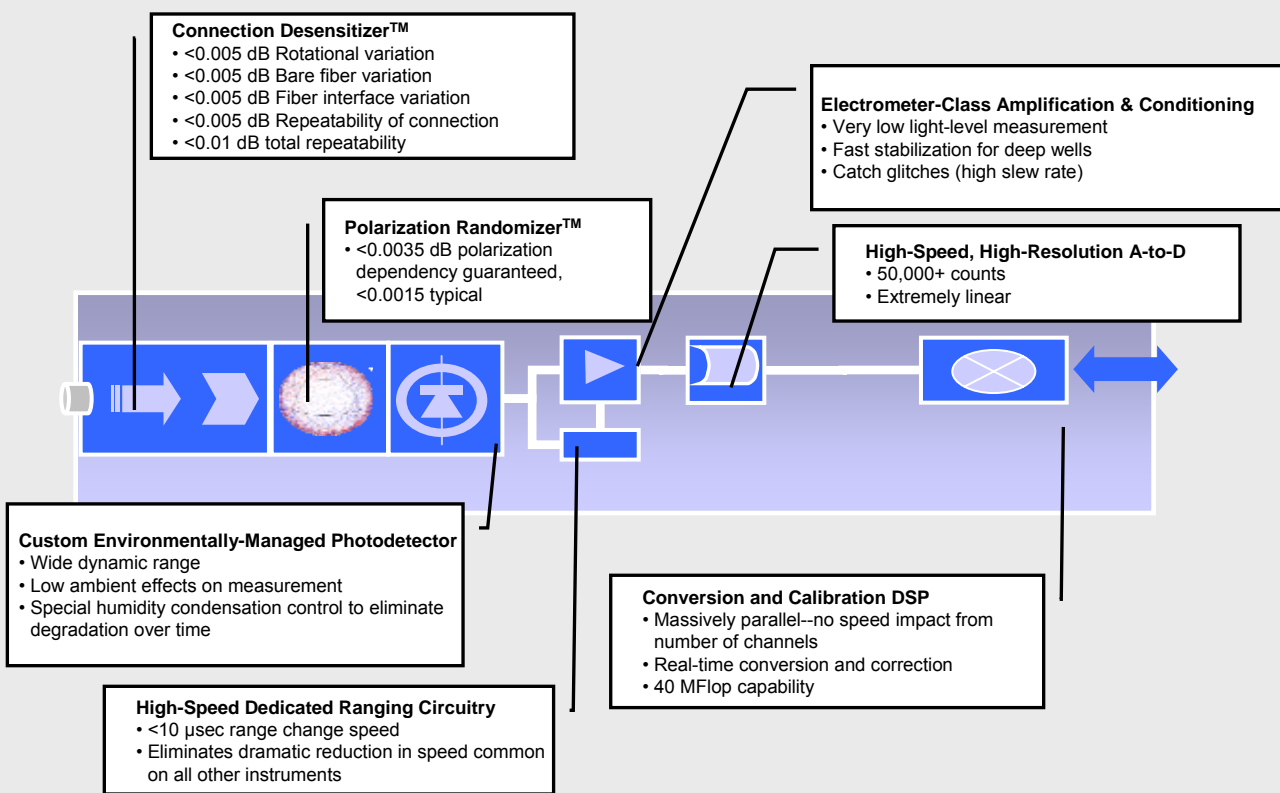 Connection Desensitizer™
• <0.005 dB Rotational variation
• <0.005 dB Bare fiber variation
• <0.005 dB Fiber interface variation
• <0.005 dB Repeatability of connection
• <0.01 dB total repeatability
Electrometer-Class Amplification & Conditioning
• Very low light-level measurement
• Fast stabilization for deep wells
• Catch glitches (high slew rate)
Polarization Randomizer™
• <0.0035 dB polarization
dependency guaranteed,
<0.0015 typical
High-Speed, High-Resolution A-to-D
• 50,000+ counts
• Extremely linear
Custom Environmentally-Managed Photodetector
• Wide dynamic range
• Low ambient effects on measurement
• Special humidity condensation control to eliminate
degradation over time
Conversion and Calibration DSP
• Massively parallel--no speed impact from
number of channels
• Real-time conversion and correction
• 40 MFlop capability
High-Speed Dedicated Ranging Circuitry
• <10 µsec range change speed
• Eliminates dramatic reduction in speed common
on all other instruments